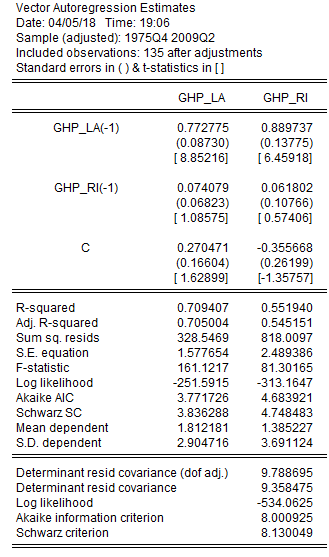 Vector Autoregression Estimates
Date: 04/05/18 Time: 19:06
Sample (adjusted): 1975Q4 2009Q2
Included observations: 135 after adjustments
Standard errors in ( ) & t-statistics in [ ]
GHP_LA GHP_RI
GHP_LA(-1) 0.772775 0.889737
(0.08730) (0.13775)
[ 8.85216] [ 6.45918]
GHP_RI(-1) 0.074079 0.061802
(0.06823) (0.10766)
[ 1.08575] [ 0.57406]
C 0.270471 -0.355668
(0.16604) (0.26199)
[ 1.62899] [-1.35757]
R-squared 0.709407 0.551940
Adj. R-squared 0.705004 0.545151
Sum sq. resids 328.5469 818.0097
S.E. equation 1.577654 2.489386
F-statistic 161.1217 81.30165
Log likelihood -251.5915 -313.1647
Akaike AIC 3.771726 4.683921
Schwarz SC 3.836288 4.748483
Mean dependent 1.812181 1.385227
S.D. dependent 2.904716 3.691124
Determinant resid covariance (dof adj.) 9.788695
Determinant resid covariance 9.358475
Log likelihood -534.0625
Akaike information criterion 8.000925
Schwarz criterion 8.130049